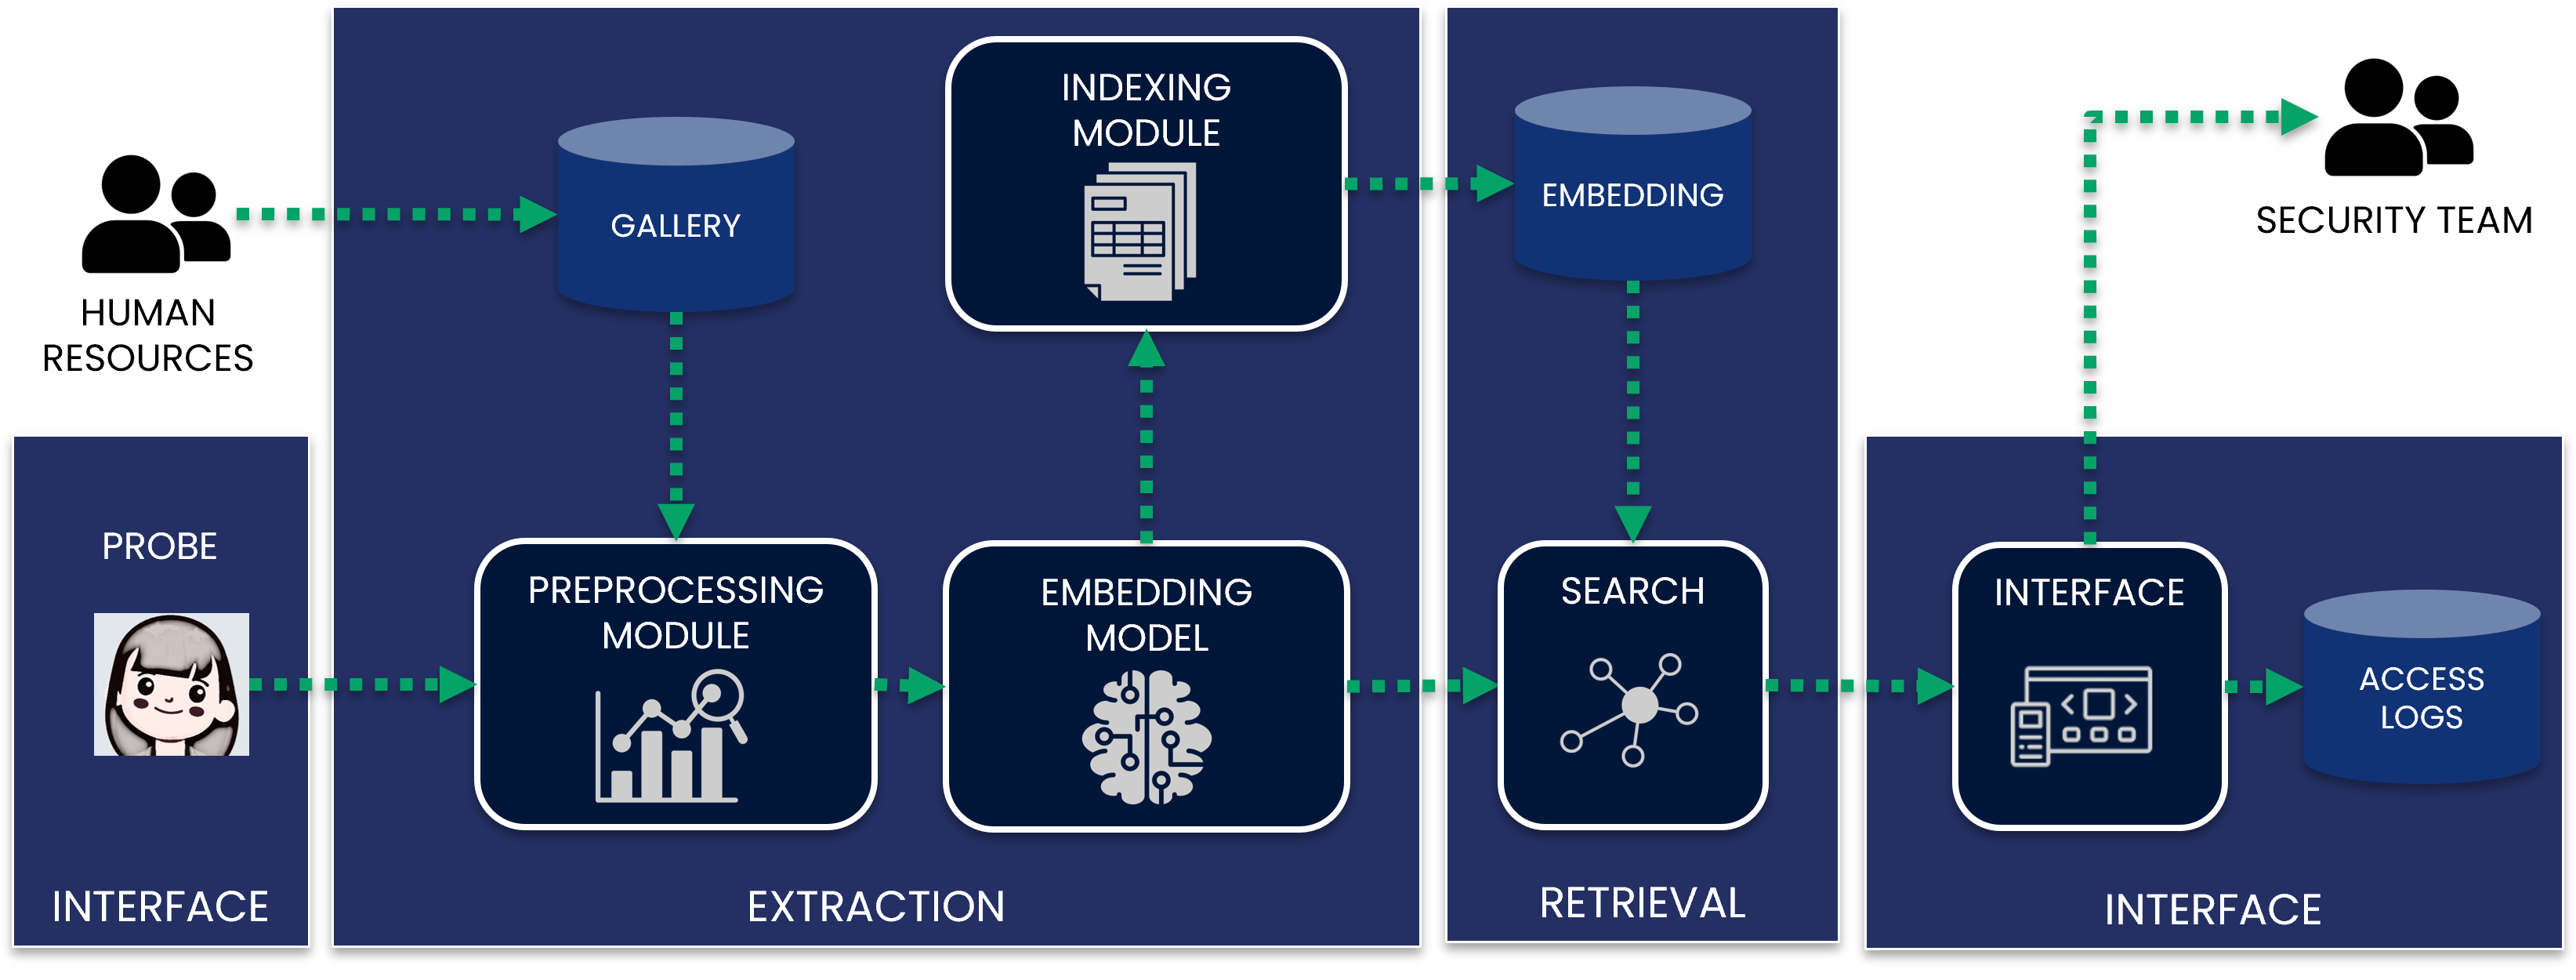 HUMAN
RESOURCES
PROBE
INTERFACE
GALLERY
INDEXING
MODULE
PREPROCESSING
MODULE
EMBEDDING
MODEL
EXTRACTION
EMBEDDING
SEARCH
RETRIEVAL
SECURITY TEAM
INTERFACE
ACCESS
LOGS
INTERFACE